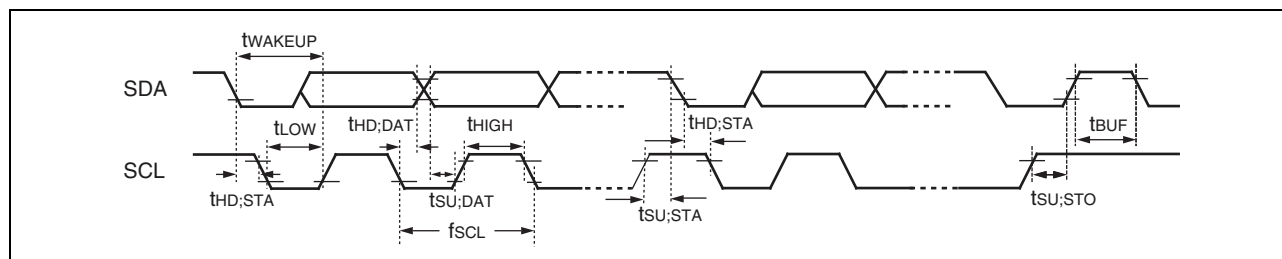 tWAKEUP
SDA
tLOW
tHD;DAT
tHIGH
tHD;STA
tBUF
SCL
tHD;STA
tSU;DAT
tSU;STA
tSU;STO
fSCL